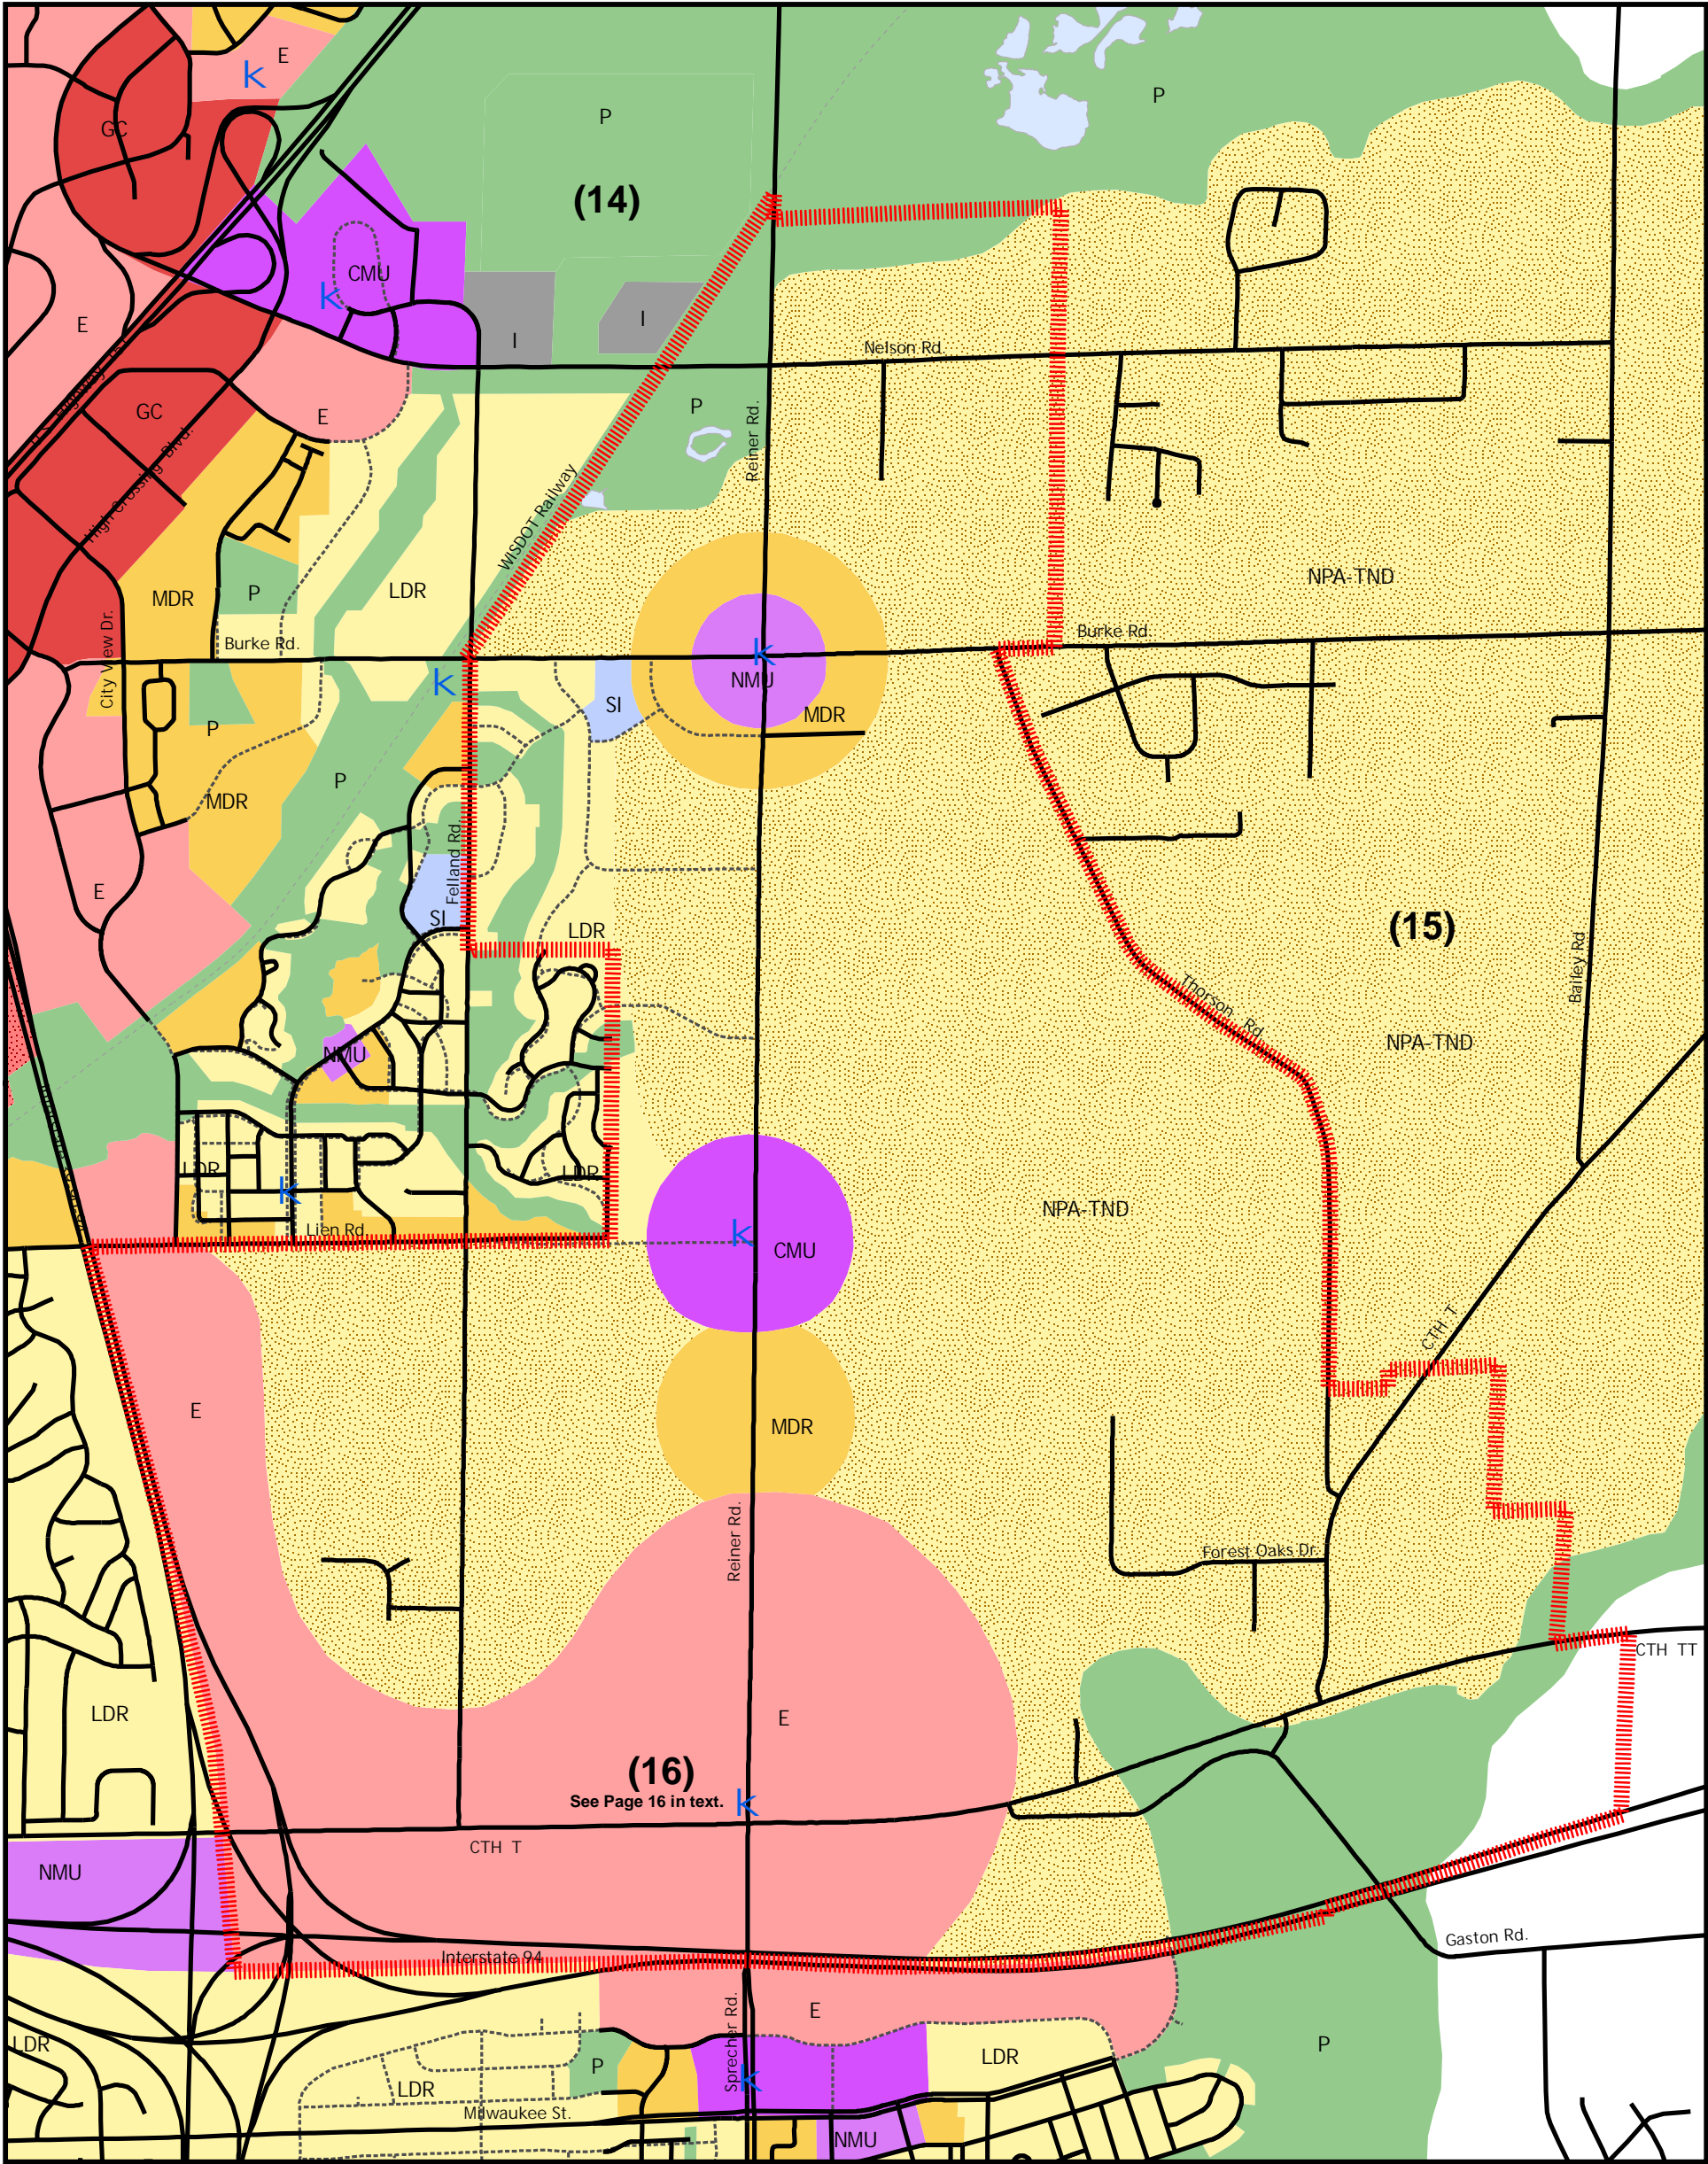 E
k
GC
P
P
(14)
CMU
k
E
I
I
Nelson Rd.
GC
E
P
Reiner Rd.
High Crossing Blvd.
WISDOT Railway
NPA-TND
MDR
P
LDR
City View Dr.
Burke Rd.
Burke Rd.
k
k
NMU
SI
MDR
P
P
MDR
Felland Rd.
E
SI
LDR
(15)
Bailey Rd
Thorson Rd.
NPA-TND
NMU
LDR
LDR
k
NPA-TND
Lien Rd.
k
CMU
CTH T
E
MDR
Reiner Rd.
Forest Oaks Dr.
CTH TT
LDR
E
(16)
See Page 16 in text.
k
CTH T
NMU
Gaston Rd.
Interstate 94
E
Sprecher Rd.
LDR
P
LDR
P
k
LDR
Milwaukee St.
NMU